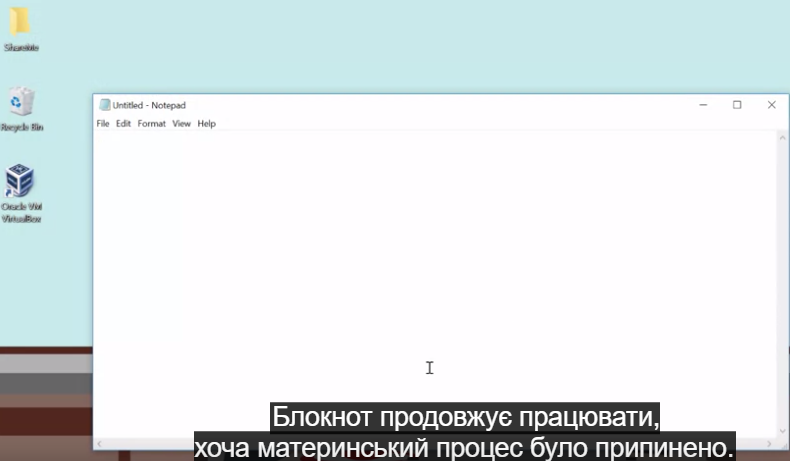 ShareMe
Recycle Bin
Oracle VM
VirtualBox
Untitled - Notepad
File Edit Format View Help
Блокнот продовжує працювати,
хоча материнський процес було припинено.